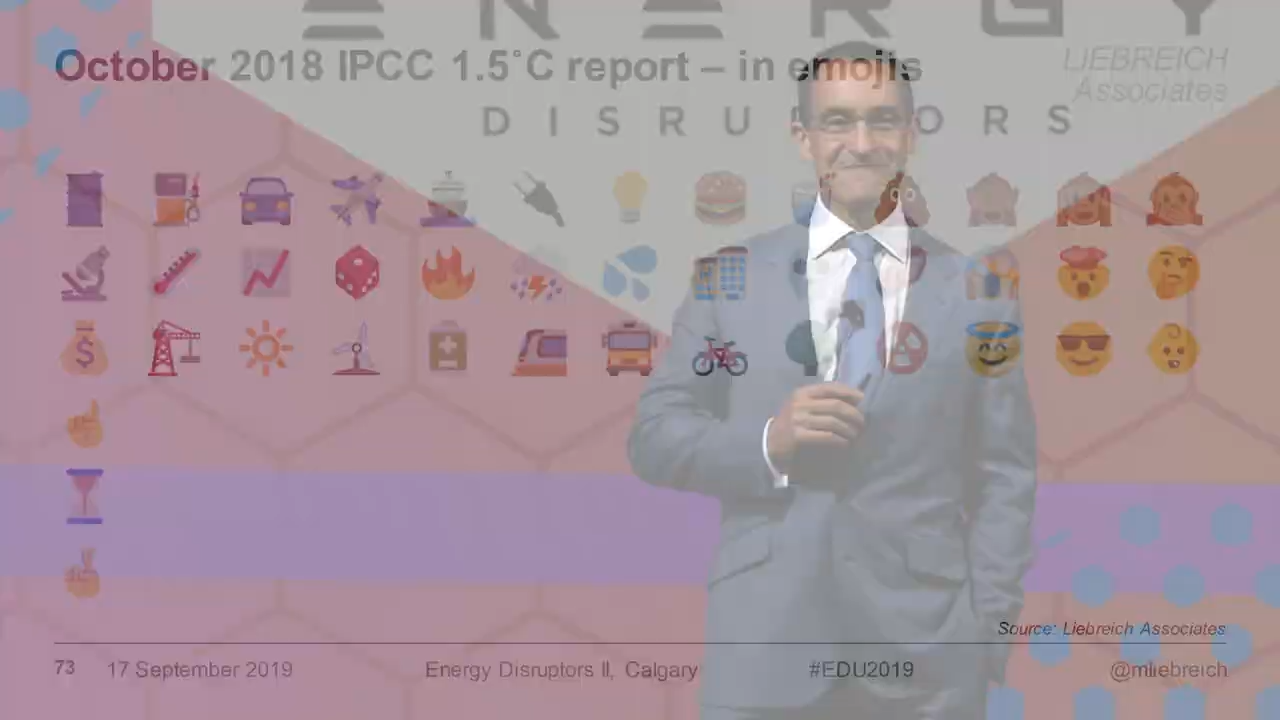 ENERGY
October 2018 IPCC 1.5°C report – in emojis
LIEBREICH
Associates
DISRUPTORS
Source: Liebreich Associates
73 17 September 2019 Energy Disruptors II, Calgary #EDU2019 @mliebreich